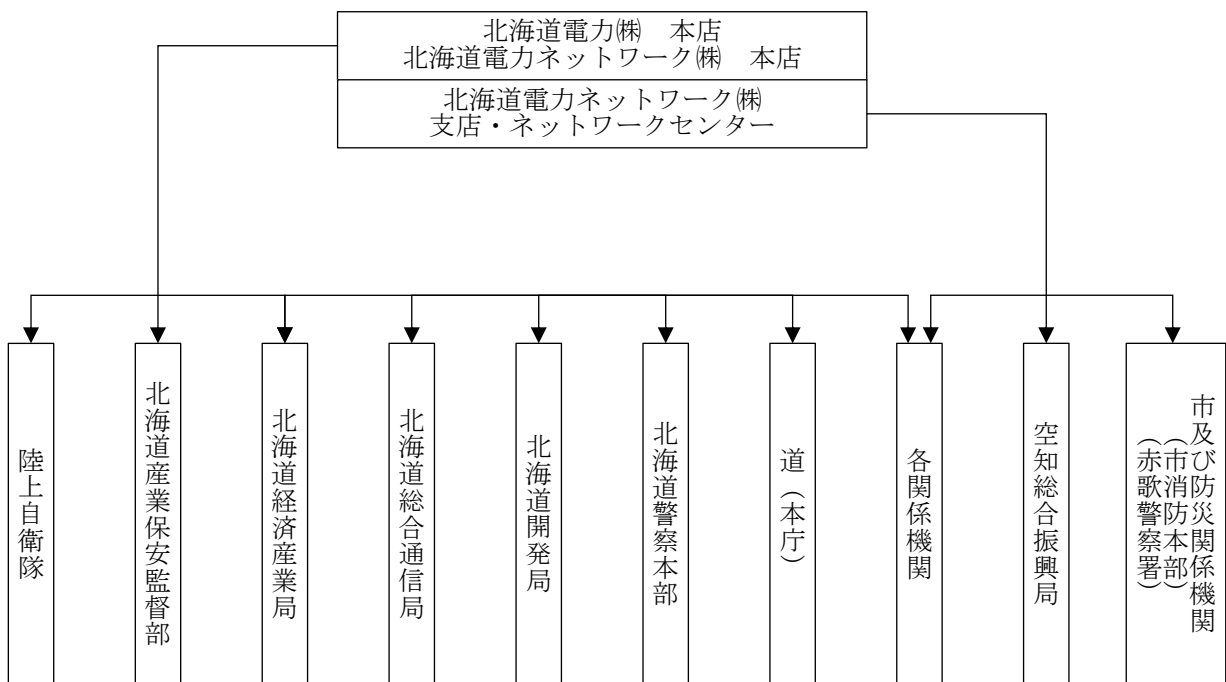 北海道電力㈱　本店
北海道電力ネットワーク㈱　本店
北海道電力ネットワーク㈱
支店・ネットワークセンター
陸上自衛隊
北海道産業保安監督部
北海道経済産業局
北海道総合通信局
北海道開発局
北海道警察本部
道（本庁）
各関係機関
空知総合振興局
市及び防災関係機関
（市消防本部）
（赤歌警察署）